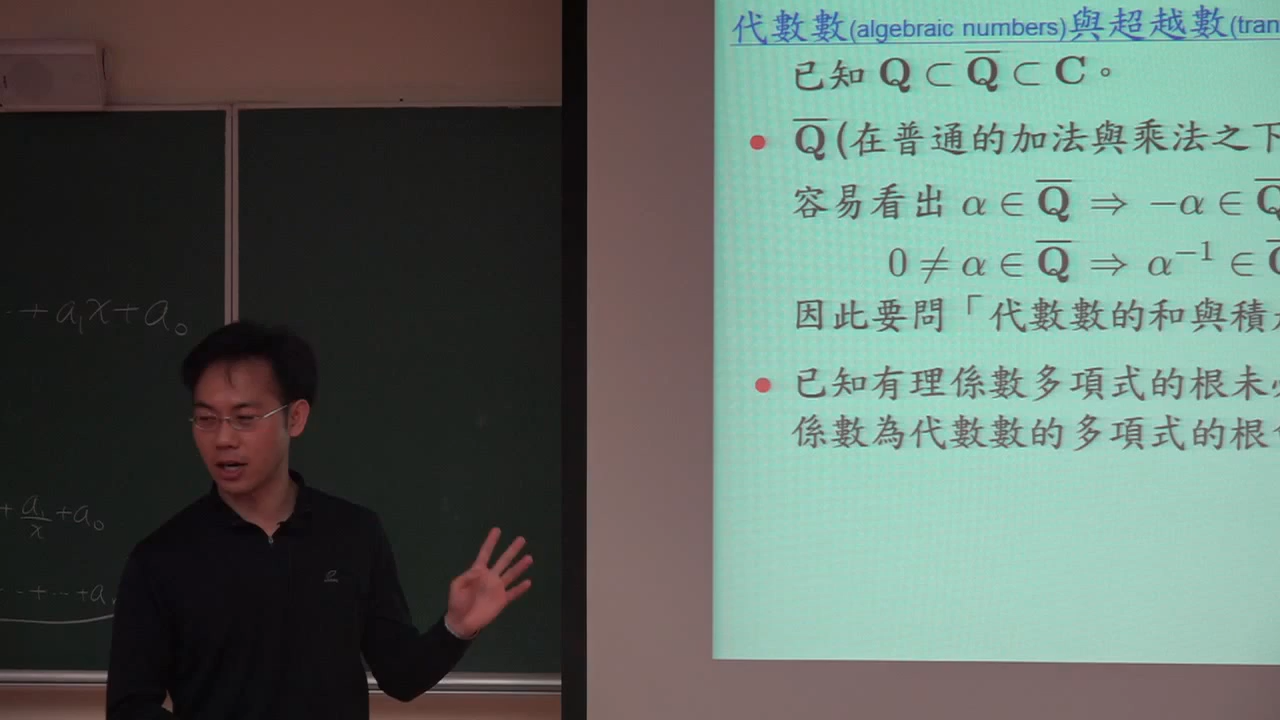 代數數(algebraic numbers)與超越數(tran
已知 Q ⊂ Q̅ ⊂ C。
• Q̅ (在普通的加法與乘法之下
容易看出 α ∈ Q̅ ⇒ −α ∈ Q̅
0 ≠ α ∈ Q̅ ⇒ α⁻¹ ∈ Q̅
因此要問「代數數的和與積
• 已知有理係數多項式的根未
係數為代數數的多項式的根
+ a₁x + a₀
+ a₁/x + a₀